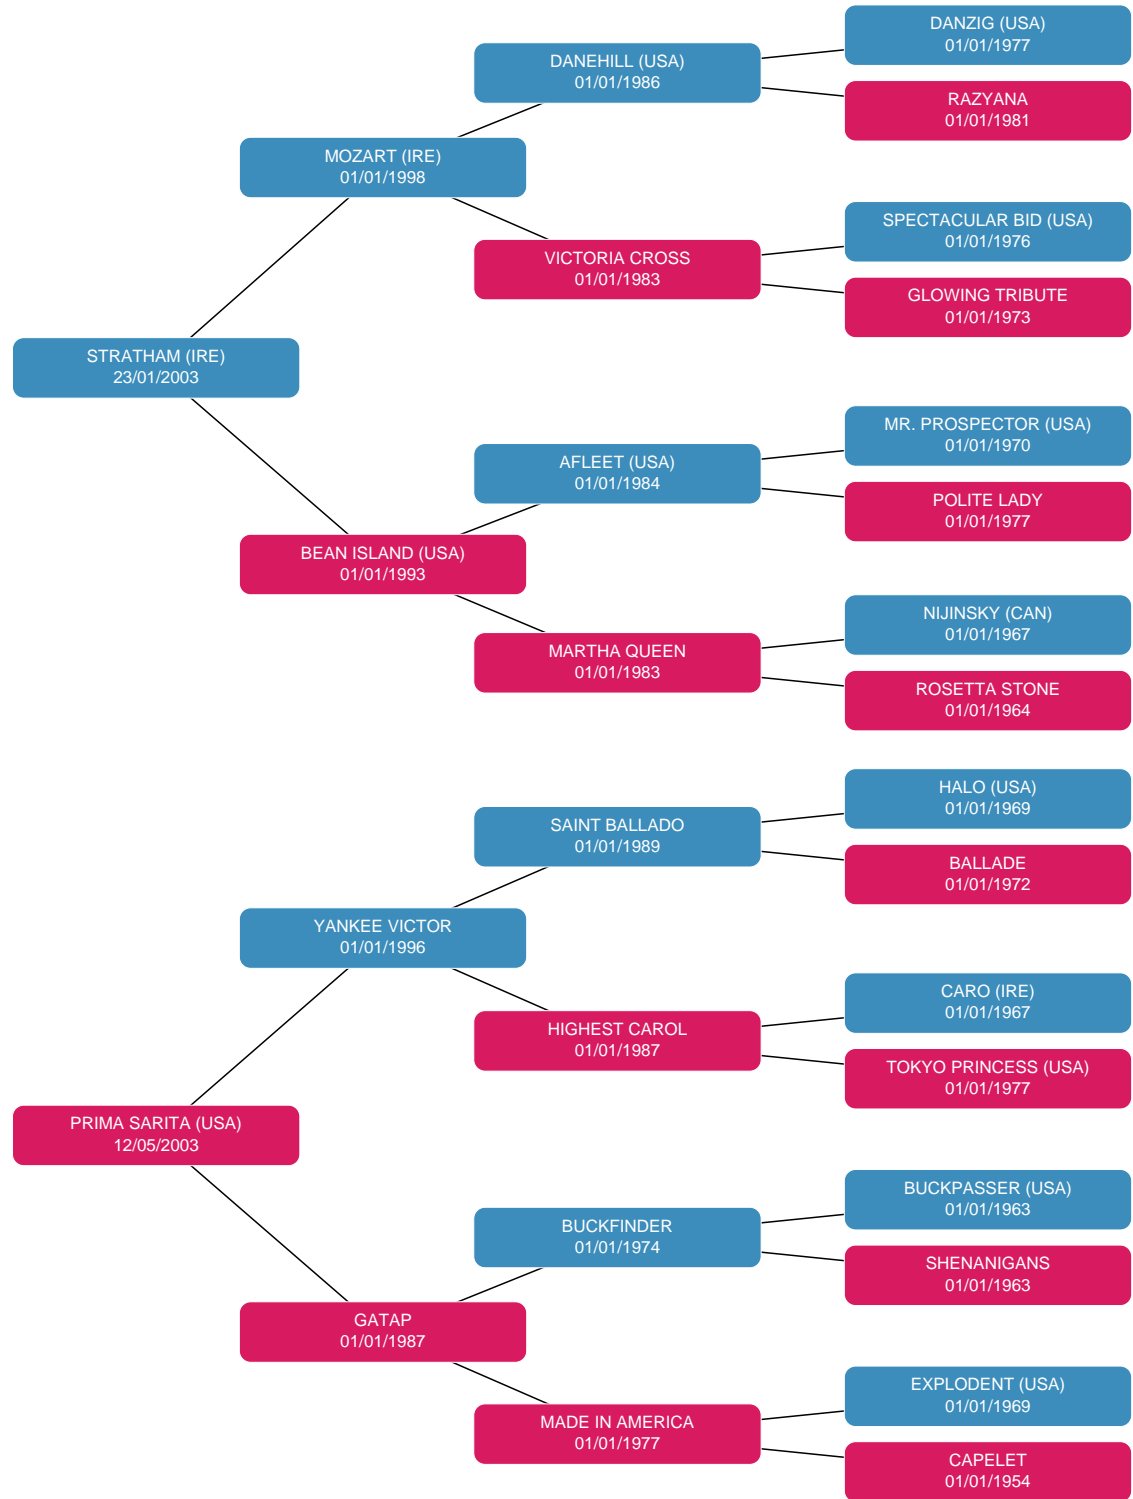 DANZIG (USA)
01/01/1977
DANEHILL (USA)
01/01/1986
RAZYANA
01/01/1981
MOZART (IRE)
01/01/1998
SPECTACULAR BID (USA)
01/01/1976
VICTORIA CROSS
01/01/1983
GLOWING TRIBUTE
01/01/1973
STRATHAM (IRE)
23/01/2003
MR. PROSPECTOR (USA)
01/01/1970
AFLEET (USA)
01/01/1984
POLITE LADY
01/01/1977
BEAN ISLAND (USA)
01/01/1993
NIJINSKY (CAN)
01/01/1967
MARTHA QUEEN
01/01/1983
ROSETTA STONE
01/01/1964
HALO (USA)
01/01/1969
SAINT BALLADO
01/01/1989
BALLADE
01/01/1972
YANKEE VICTOR
01/01/1996
CARO (IRE)
01/01/1967
HIGHEST CAROL
01/01/1987
TOKYO PRINCESS (USA)
01/01/1977
PRIMA SARITA (USA)
12/05/2003
BUCKPASSER (USA)
01/01/1963
BUCKFINDER
01/01/1974
SHENANIGANS
01/01/1963
GATAP
01/01/1987
EXPLODENT (USA)
01/01/1969
MADE IN AMERICA
01/01/1977
CAPELET
01/01/1954